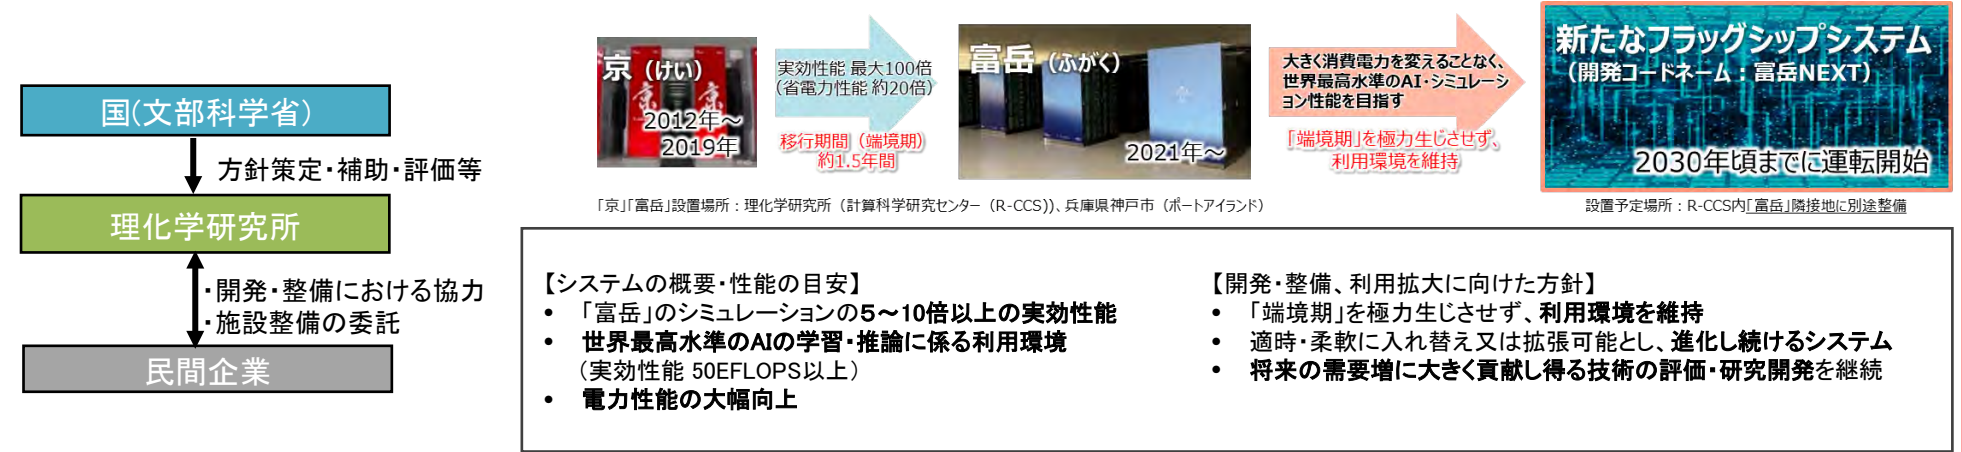 国(文部科学省)
方針策定・補助・評価等
理化学研究所
・開発・整備における協力
・施設整備の委託
民間企業
京（けい）
2012年～
2019年
実効性能 最大100倍
（省電力性能 約20倍）
移行期間（端境期）
約1.5年間
富岳（ふがく）
2021年～
大きく消費電力を変えることなく、
世界最高水準のAI・シミュレーシ
ョン性能を目指す
「端境期」を極力生じさせず、
利用環境を維持
新たなフラッグシップシステム
（開発コードネーム：富岳NEXT）
2030年頃までに運転開始
「京」「富岳」設置場所：理化学研究所（計算科学研究センター（R-CCS））、兵庫県神戸市（ポートアイランド）
設置予定場所：R-CCS内「富岳」隣接地に別途整備
【システムの概要・性能の目安】
• 「富岳」のシミュレーションの5～10倍以上の実効性能
• 世界最高水準のAIの学習・推論に係る利用環境
（実効性能 50EFLOPS以上）
• 電力性能の大幅向上
【開発・整備、利用拡大に向けた方針】
• 「端境期」を極力生じさせず、利用環境を維持
• 適時・柔軟に入れ替え又は拡張可能とし、進化し続けるシステム
• 将来の需要増に大きく貢献し得る技術の評価・研究開発を継続